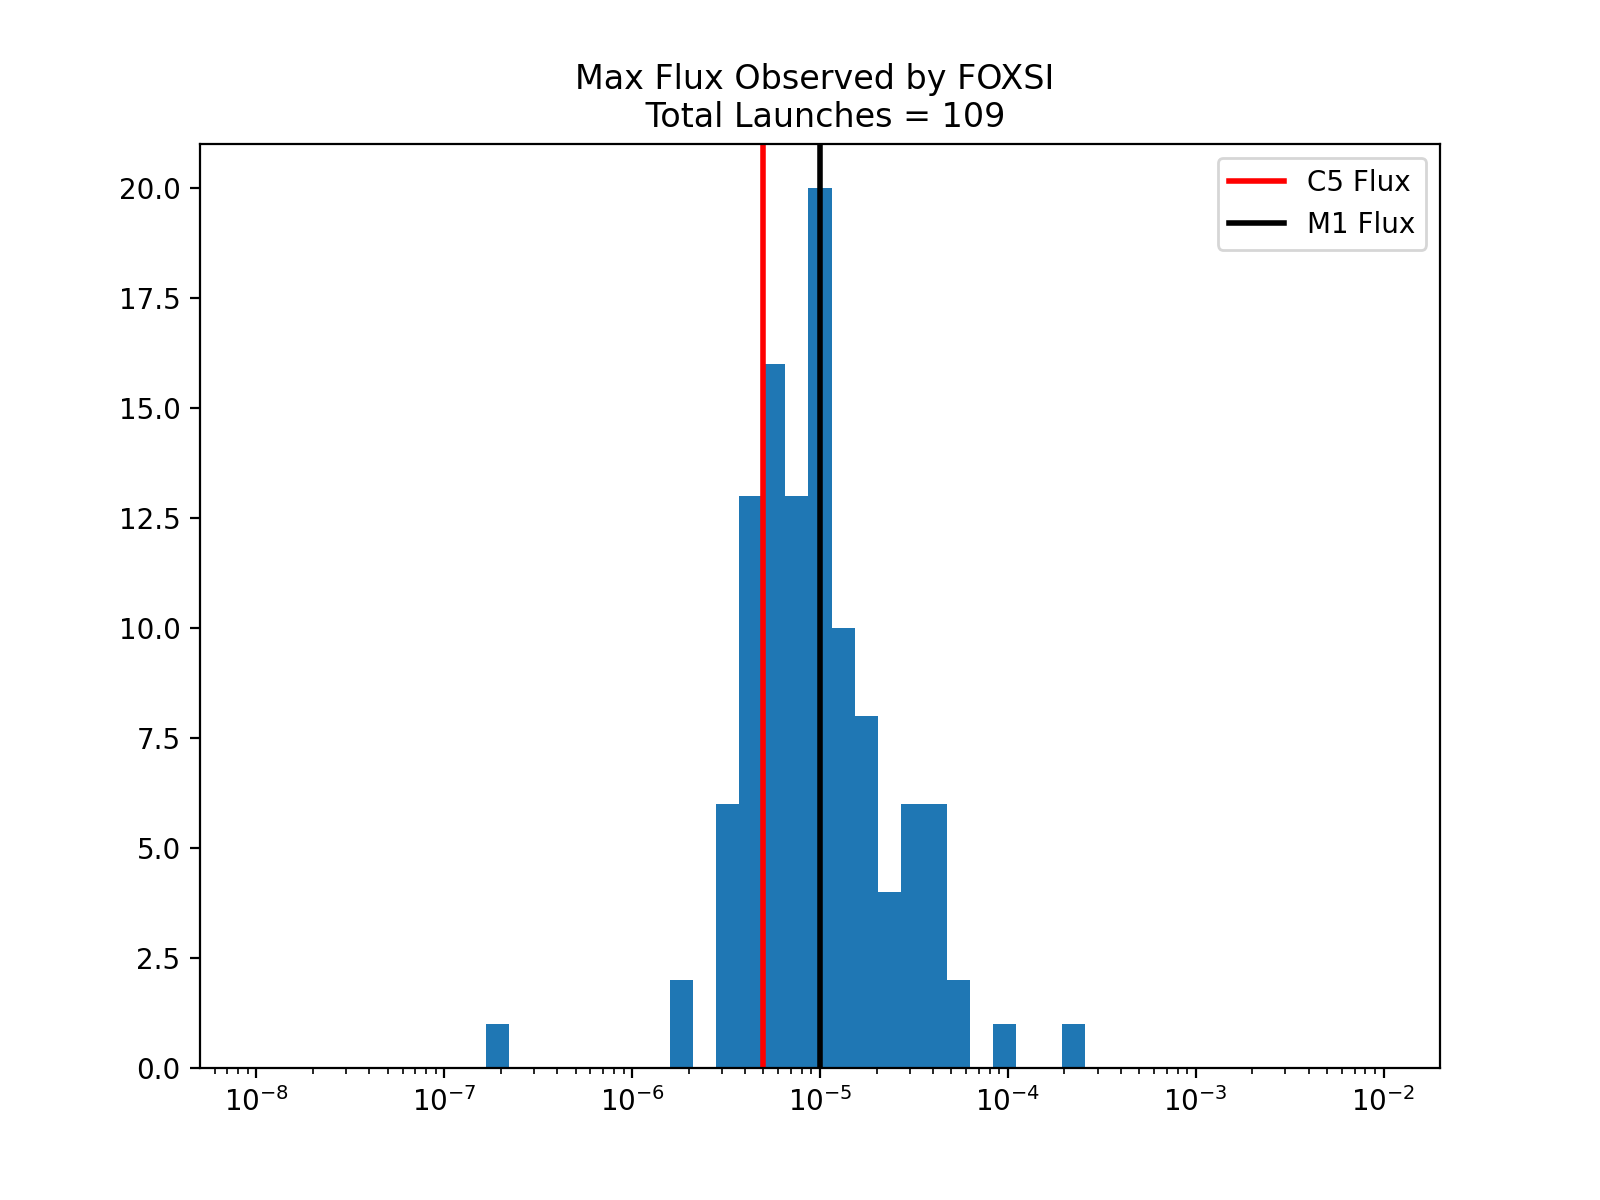 Max Flux Observed by FOXSI
Total Launches = 109
C5 Flux
M1 Flux
20.0
17.5
15.0
12.5
10.0
7.5
5.0
2.5
0.0
10⁻⁸ 10⁻⁷ 10⁻⁶ 10⁻⁵ 10⁻⁴ 10⁻³ 10⁻²